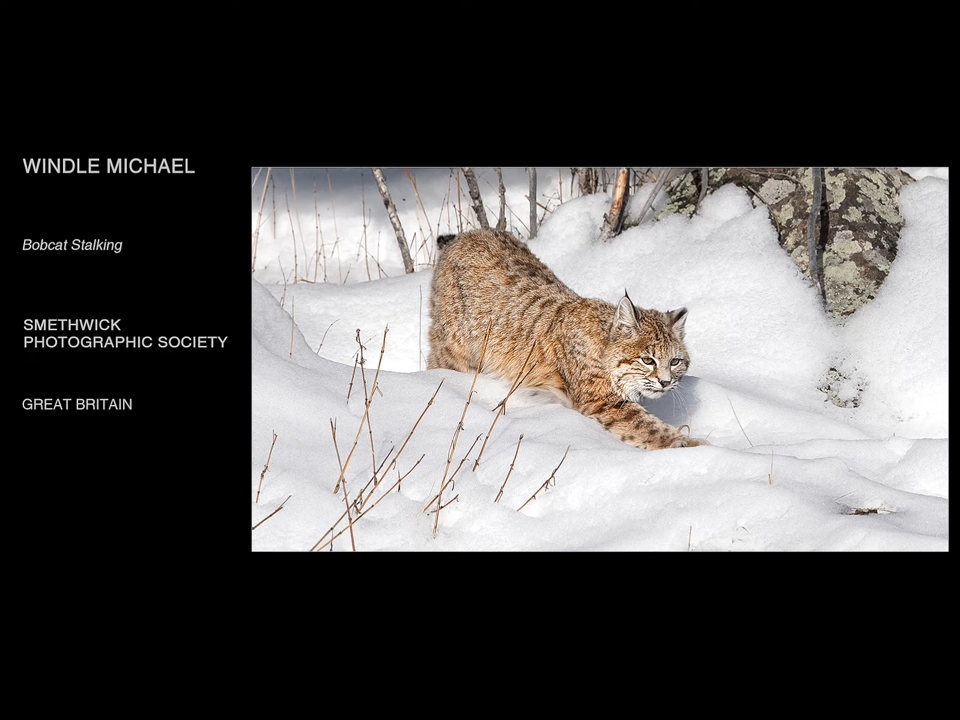 WINDLE MICHAEL
Bobcat Stalking
SMETHWICK
PHOTOGRAPHIC SOCIETY
GREAT BRITAIN